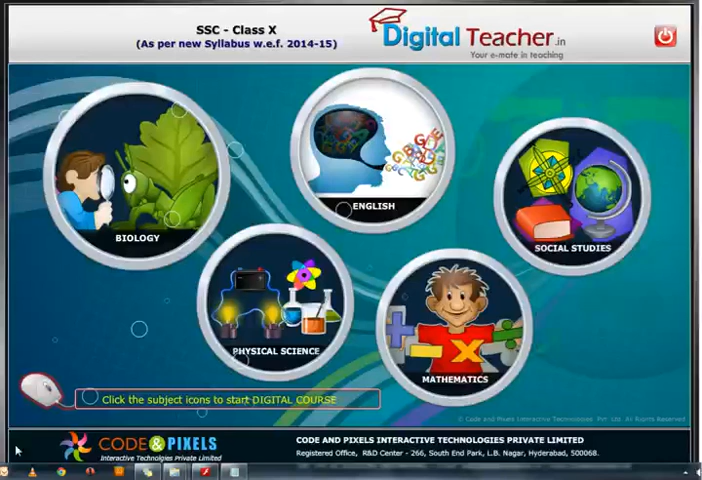 SSC - Class X
(As per new Syllabus w.e.f. 2014-15)
Digital Teacher.in
Your e-mate in teaching
ENGLISH
BIOLOGY
SOCIAL STUDIES
PHYSICAL SCIENCE
MATHEMATICS
Click the subject icons to start DIGITAL COURSE
© Code and Pixels Interactive Technologies Pvt. Ltd. All Rights Reserved
CODE & PIXELS
Interactive Technolgies Private Limited
CODE AND PIXELS INTERACTIVE TECHNOLOGIES PRIVATE LIMITED
Registered Office, R&D Center - 266, South End Park, L.B. Nagar, Hyderabad, 500068.